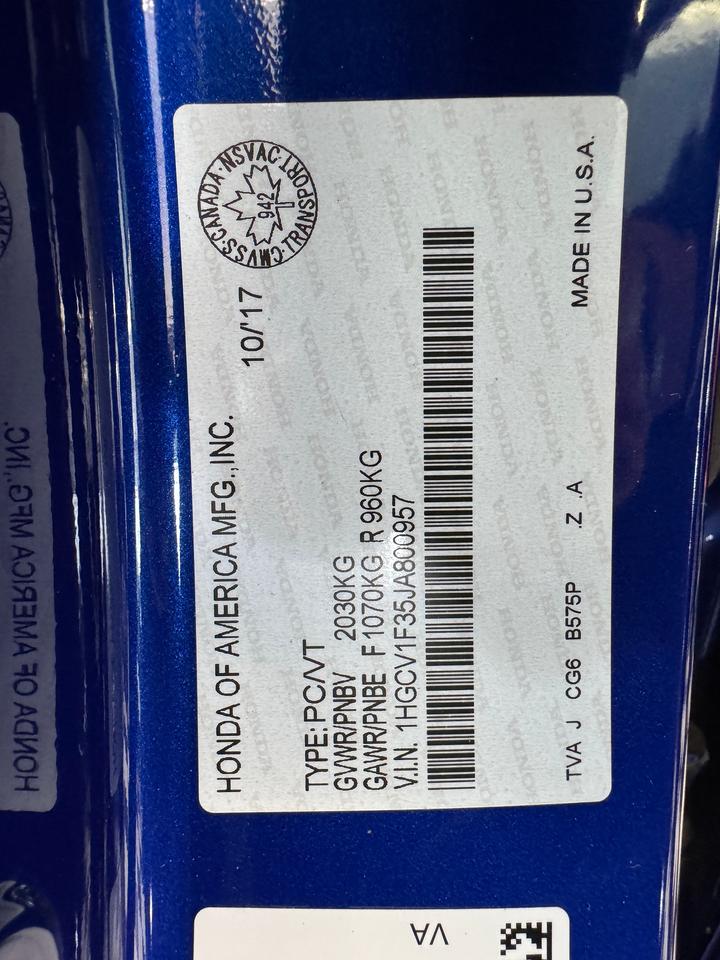 HONDA OF AMERICA MFG.,INC.
10/'17
CMVSS·CANADA·NSVAC·TRANSPORT·
942
TYPE:PC/VT
GVWR/PNBV 2030KG
GAWR/PNBE F 1070KG R 960KG
V.I.N. 1HGCV1F35JA800957
TVA J CG6 B575P .Z .A MADE IN U.S.A.
VA
HONDA OF AMERICA MFG.,INC.